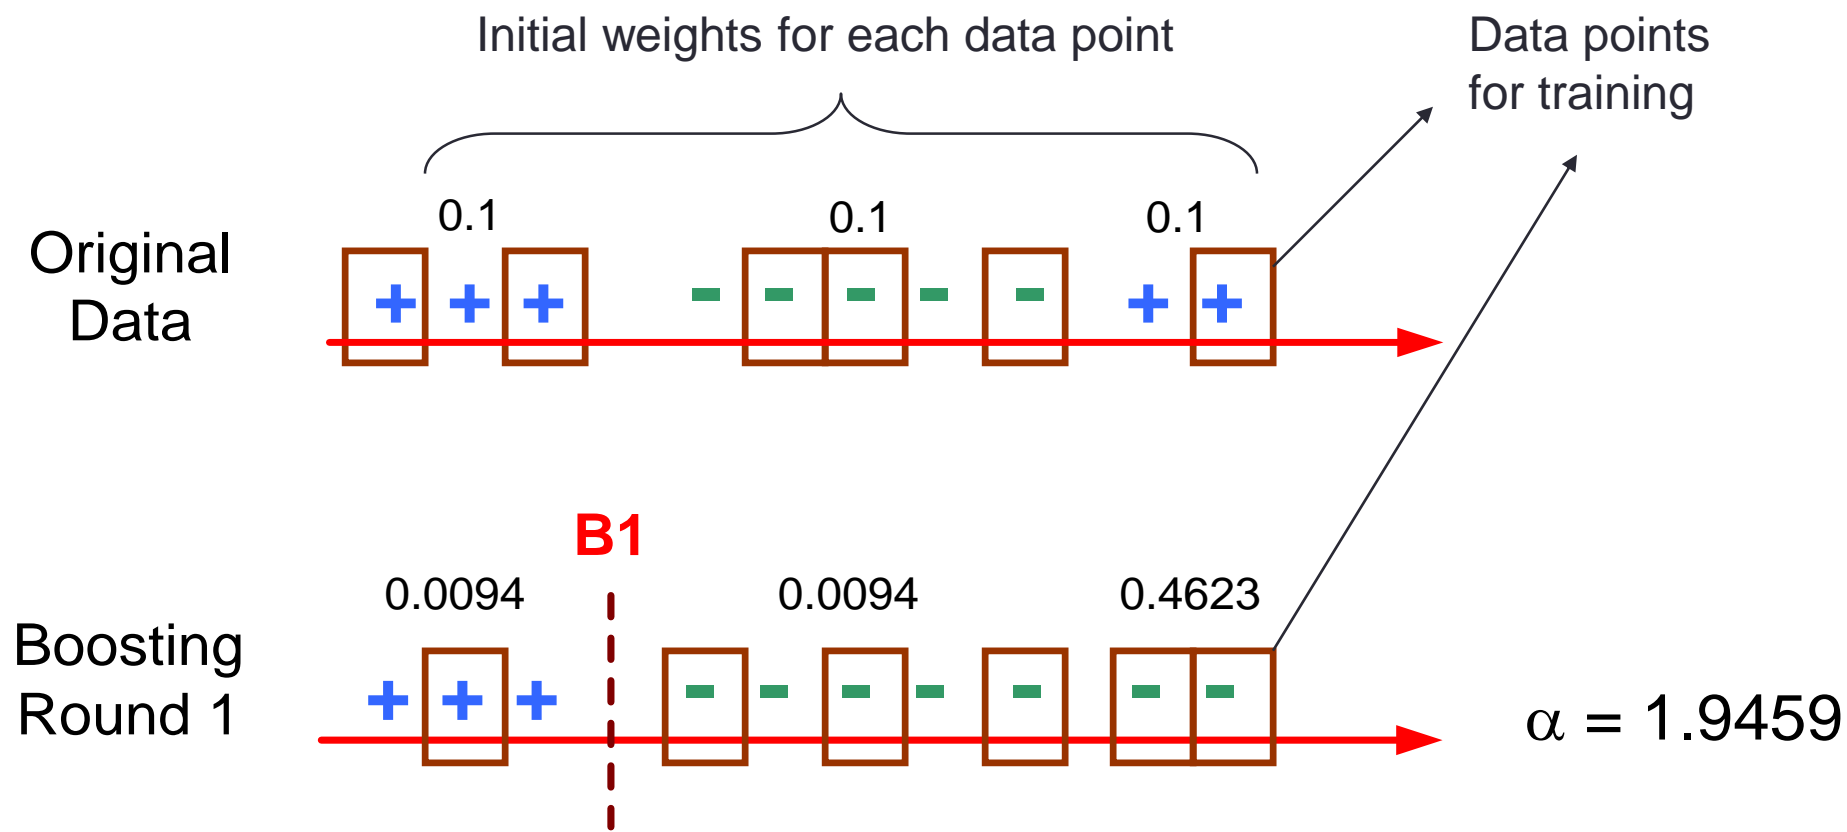 Initial weights for each data point
Data points
for training
Original
Data
0.1 0.1 0.1
+ + + - - - - - + +
B1
Boosting
Round 1
0.0094 0.0094 0.4623
+ + + - - - - - - -
α = 1.9459